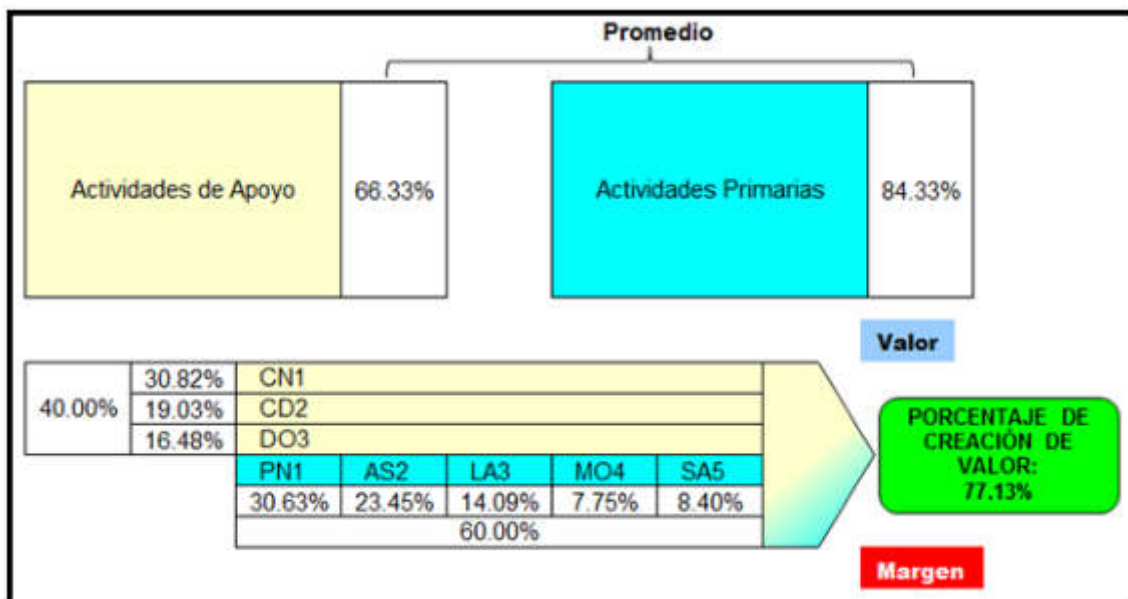 Promedio
Actividades de Apoyo 66.33% Actividades Primarias 84.33%
Valor
40.00%
30.82% CN1
19.03% CD2
16.48% DO3
PN1 AS2 LA3 MO4 SA5
30.63% 23.45% 14.09% 7.75% 8.40%
60.00%
PORCENTAJE DE
CREACIÓN DE
VALOR:
77.13%
Margen